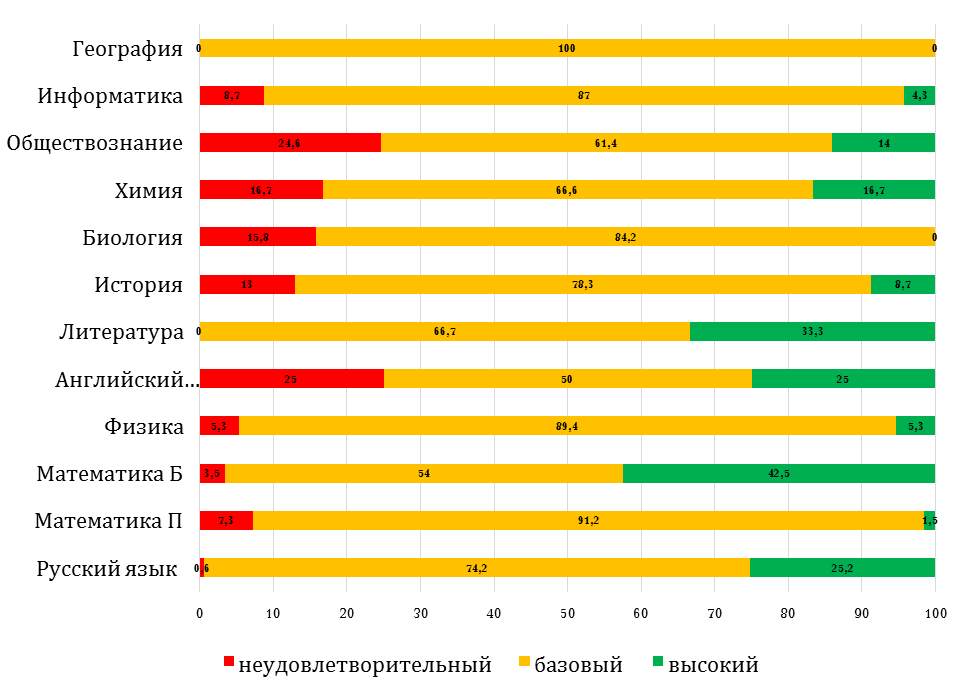 География 0 100 0
Информатика 8,7 87 4,3
Обществознание 24,6 61,4 14
Химия 16,7 66,6 16,7
Биология 15,8 84,2 0
История 13 78,3 8,7
Литература 0 66,7 33,3
Английский... 25 50 25
Физика 5,3 89,4 5,3
Математика Б 3,5 54 42,5
Математика П 7,3 91,2 1,5
Русский язык 0,6 74,2 25,2
0 10 20 30 40 50 60 70 80 90 100
неудовлетворительный базовый высокий